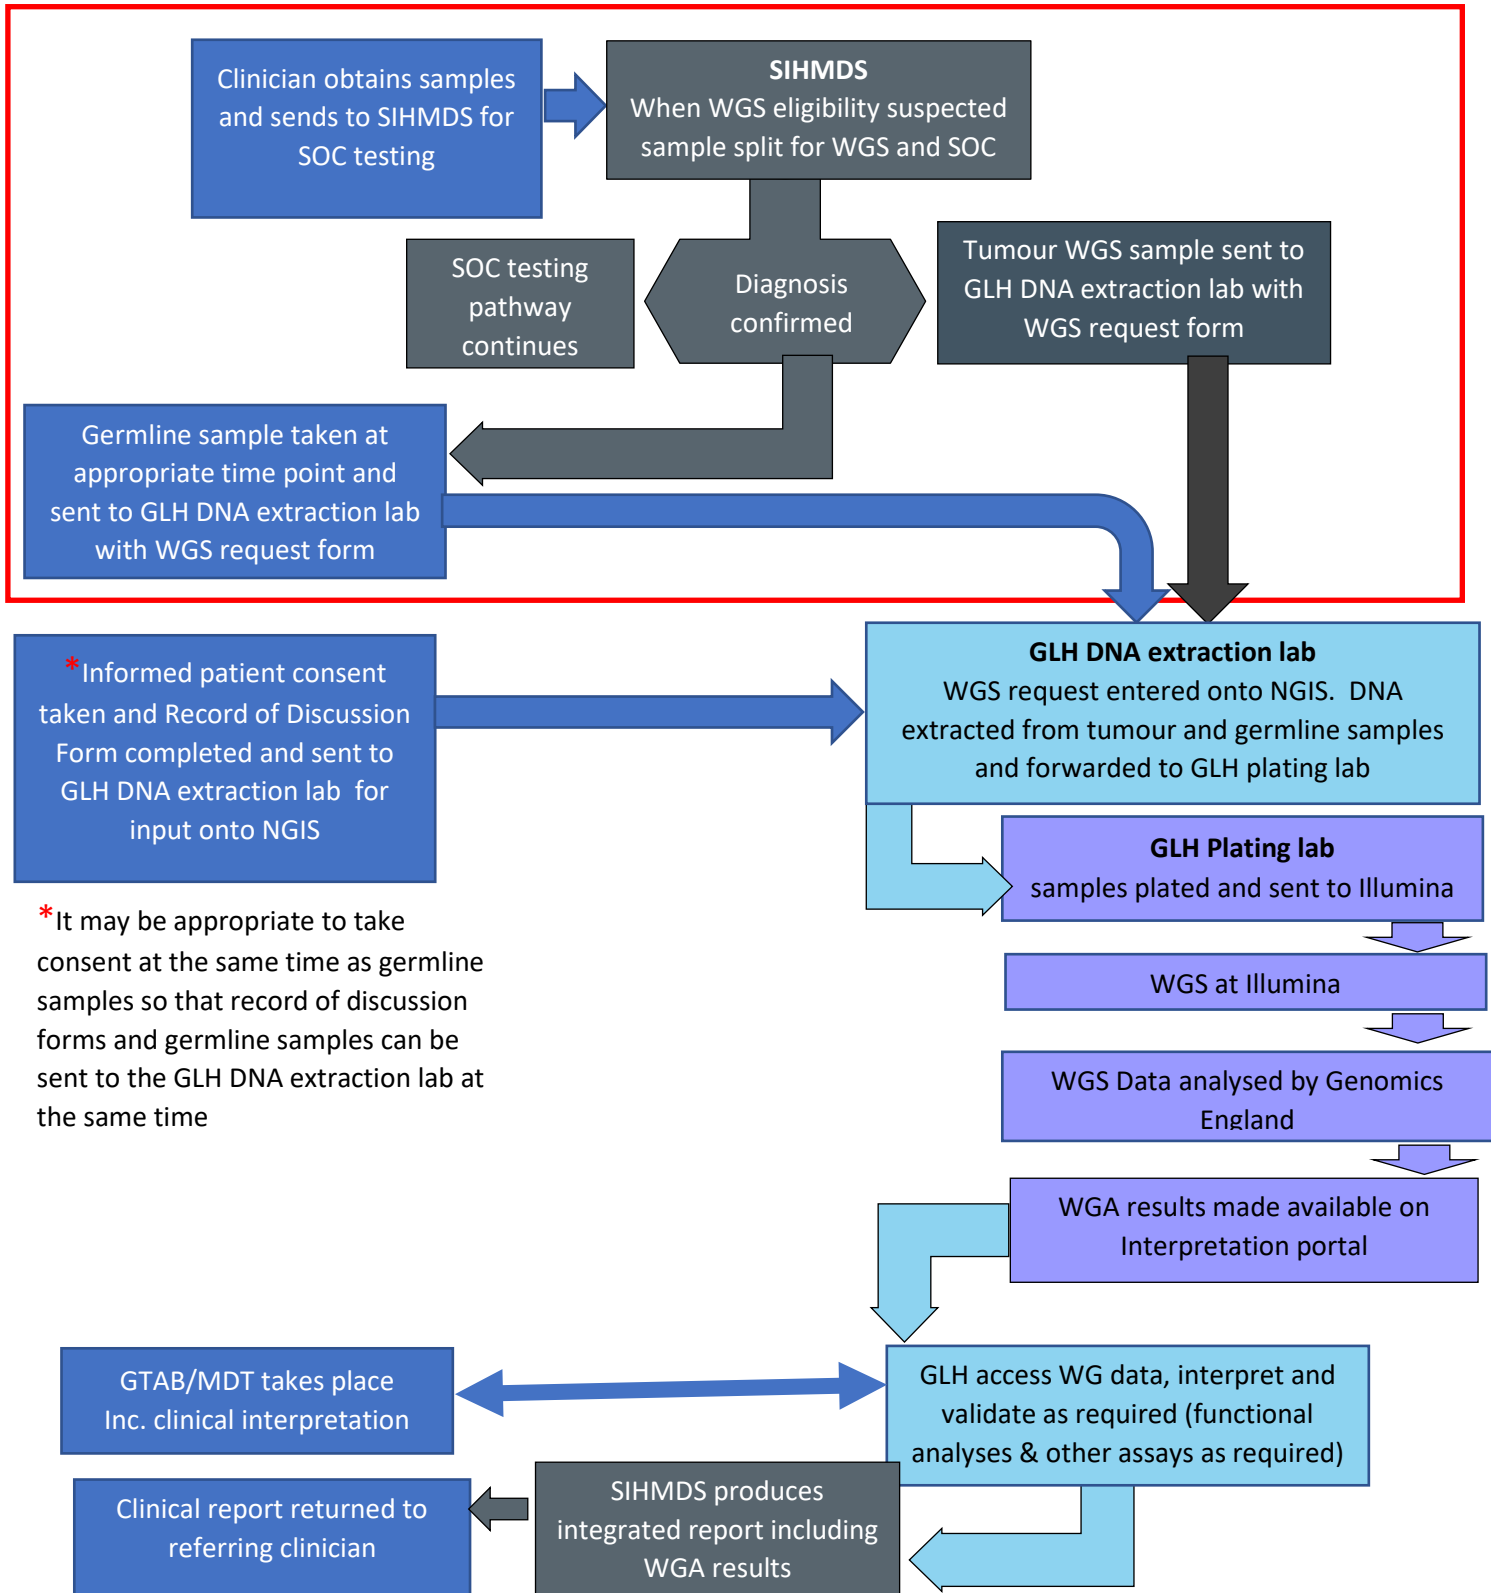 Clinician obtains samples
and sends to SIHMDS for
SOC testing
SIHMDS
When WGS eligibility suspected
sample split for WGS and SOC
SOC testing
pathway
continues
Diagnosis
confirmed
Tumour WGS sample sent to
GLH DNA extraction lab with
WGS request form
Germline sample taken at
appropriate time point and
sent to GLH DNA extraction lab
with WGS request form
*Informed patient consent
taken and Record of Discussion
Form completed and sent to
GLH DNA extraction lab for
input onto NGIS
GLH DNA extraction lab
WGS request entered onto NGIS. DNA
extracted from tumour and germline samples
and forwarded to GLH plating lab
GLH Plating lab
samples plated and sent to Illumina
*It may be appropriate to take
consent at the same time as germline
samples so that record of discussion
forms and germline samples can be
sent to the GLH DNA extraction lab at
the same time
WGS at Illumina
WGS Data analysed by Genomics
England
WGA results made available on
Interpretation portal
GTAB/MDT takes place
Inc. clinical interpretation
GLH access WG data, interpret and
validate as required (functional
analyses & other assays as required)
SIHMDS produces
integrated report including
WGA results
Clinical report returned to
referring clinician